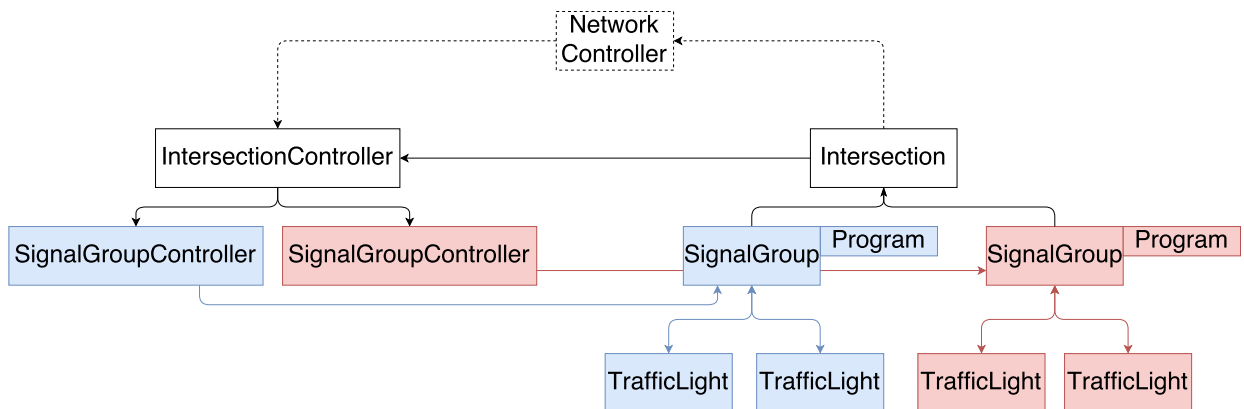 Network
Controller
IntersectionController
Intersection
SignalGroupController
SignalGroupController
SignalGroup
Program
SignalGroup
Program
TrafficLight
TrafficLight
TrafficLight
TrafficLight